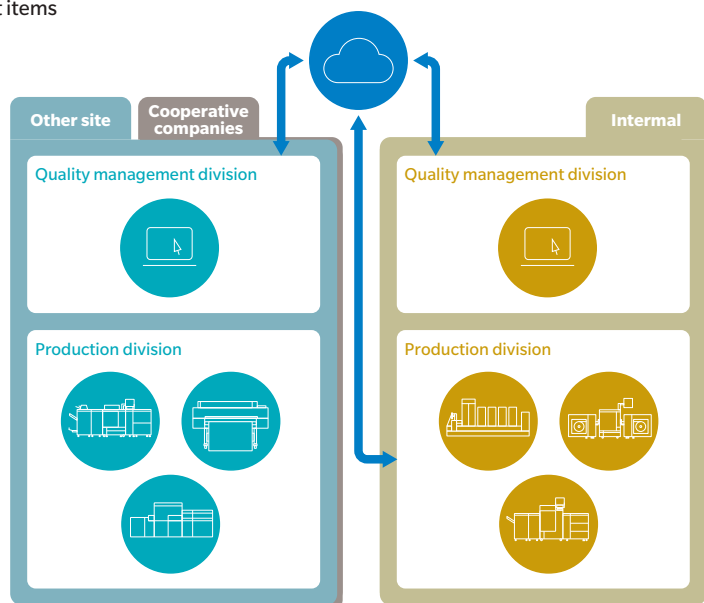 t items
Other site
Cooperative
companies
Intermal
Quality management division
Quality management division
Production division
Production division